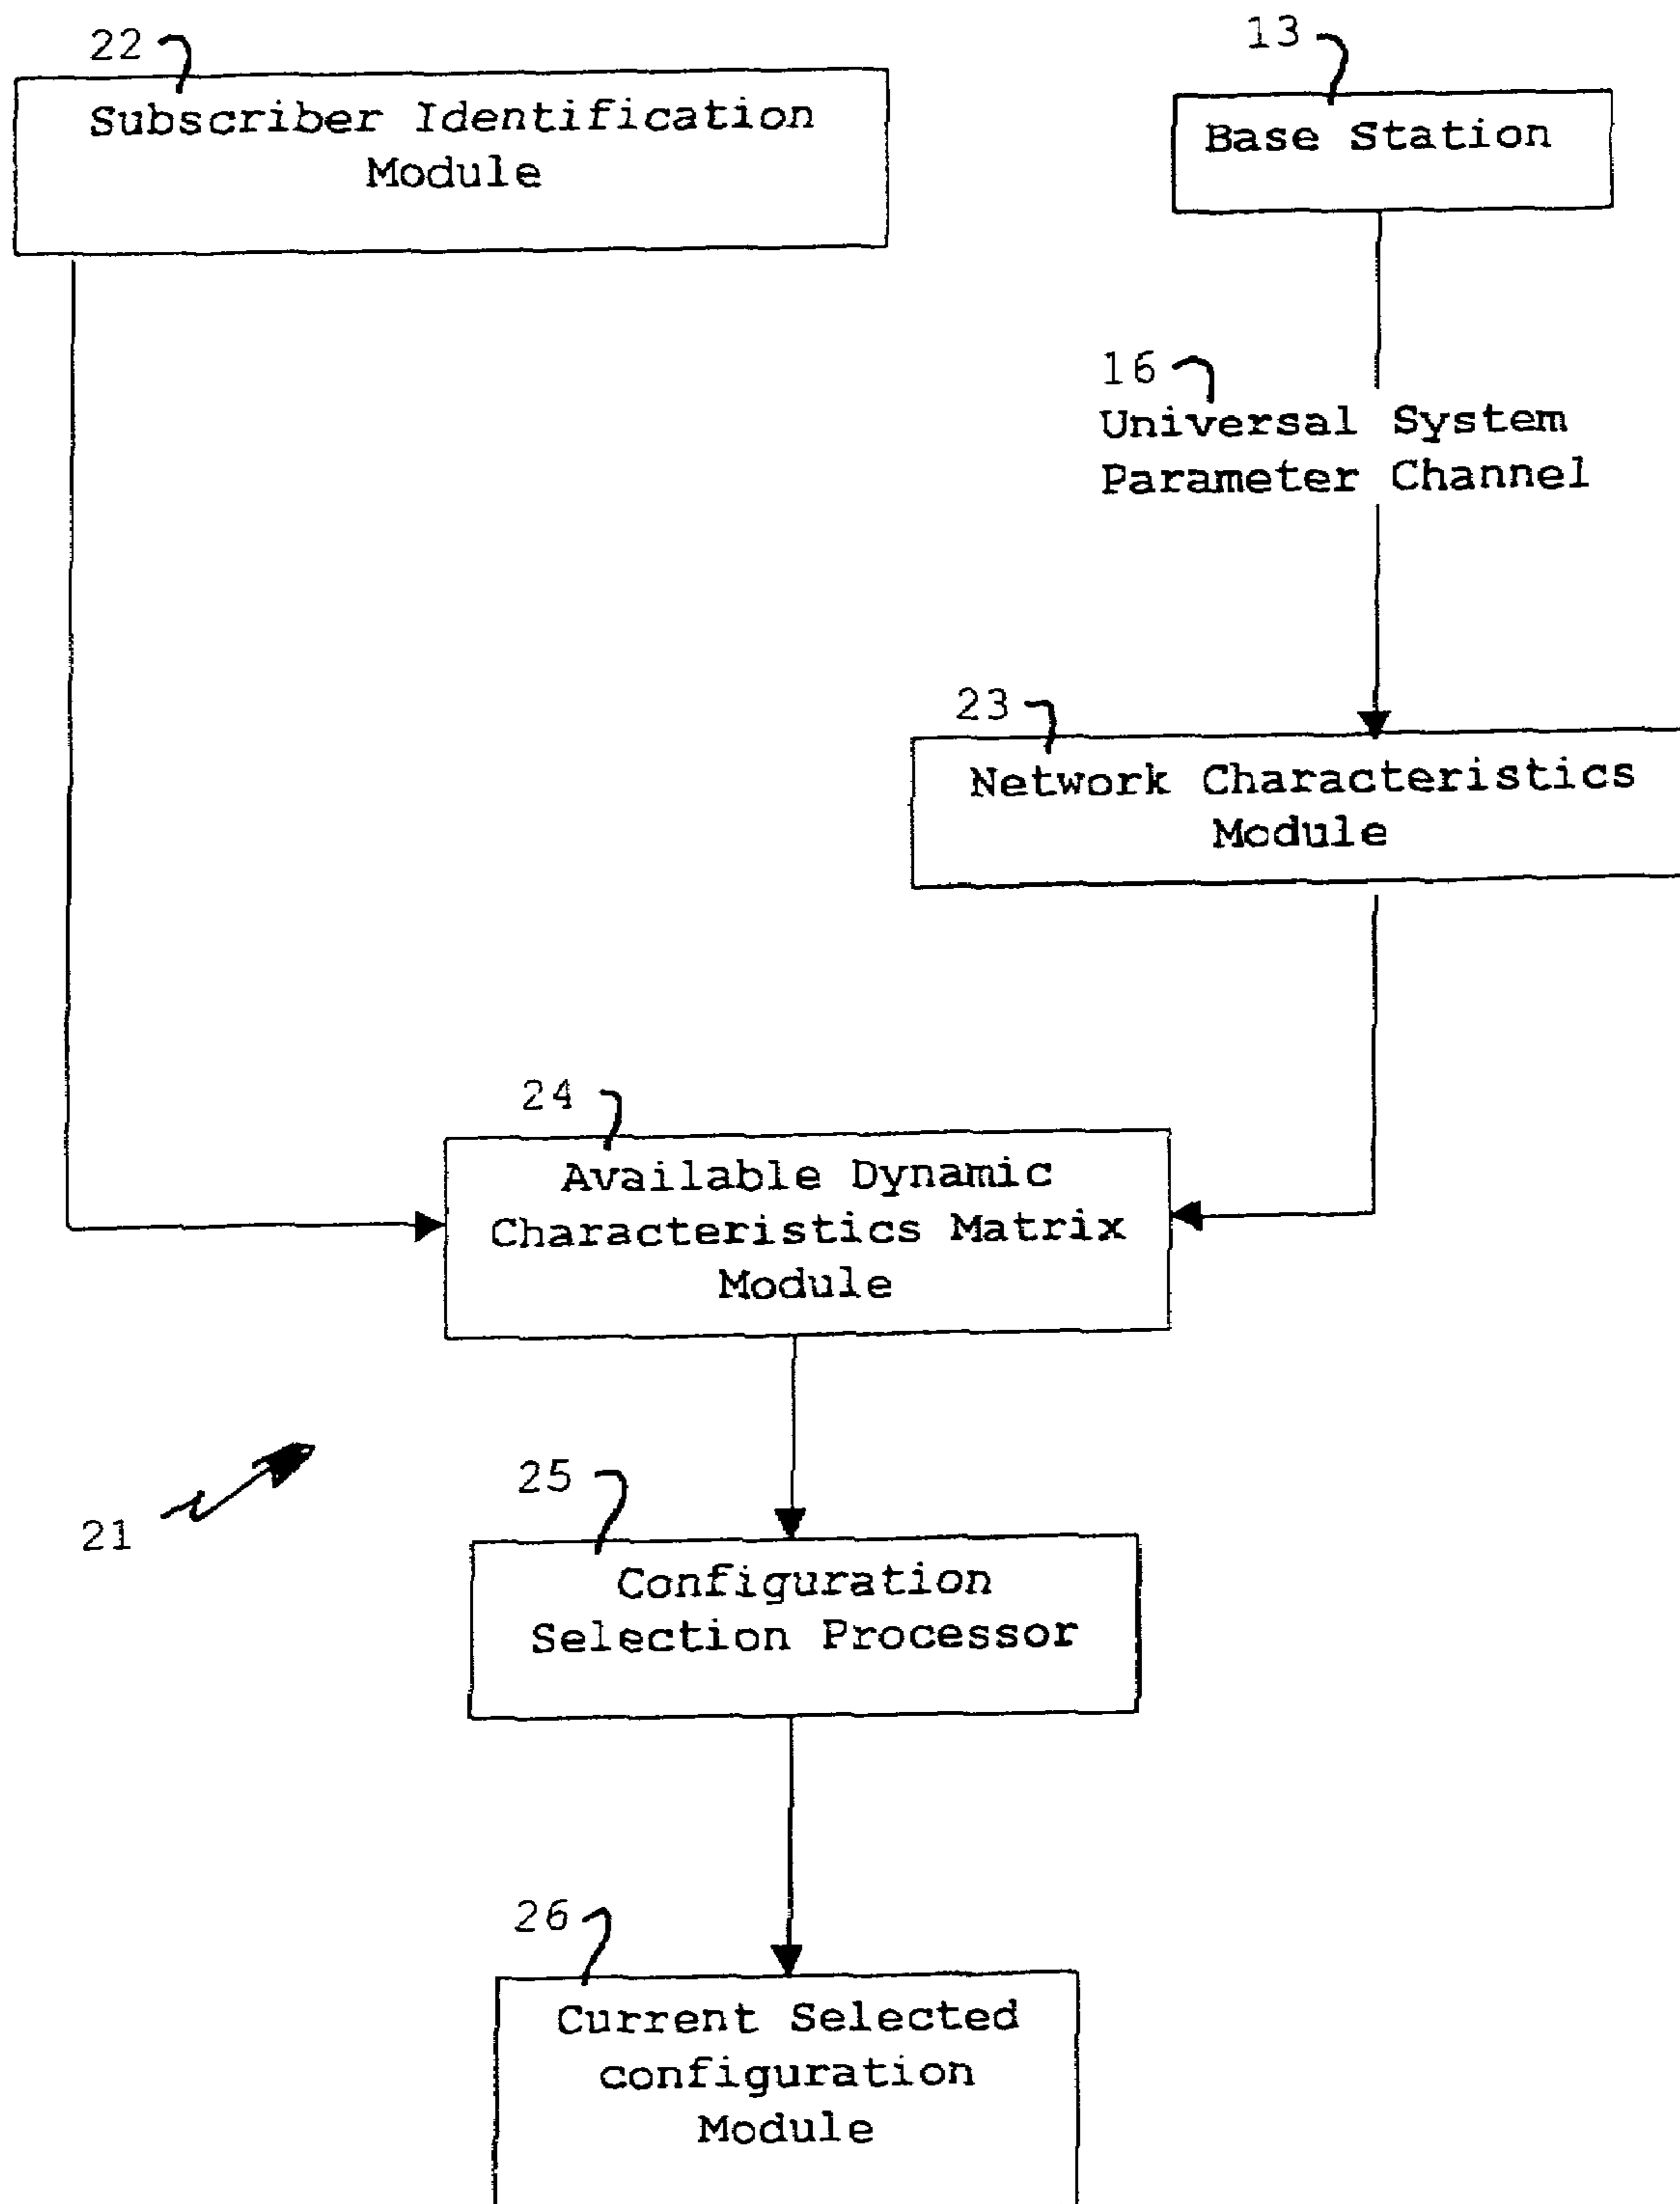 22
Subscriber Identification
Module
13
Base Station
16
Universal System
Parameter Channel
23
Network Characteristics
Module
24
Available Dynamic
Characteristics Matrix
Module
21
25
Configuration
Selection Processor
26
Current Selected
configuration
Module